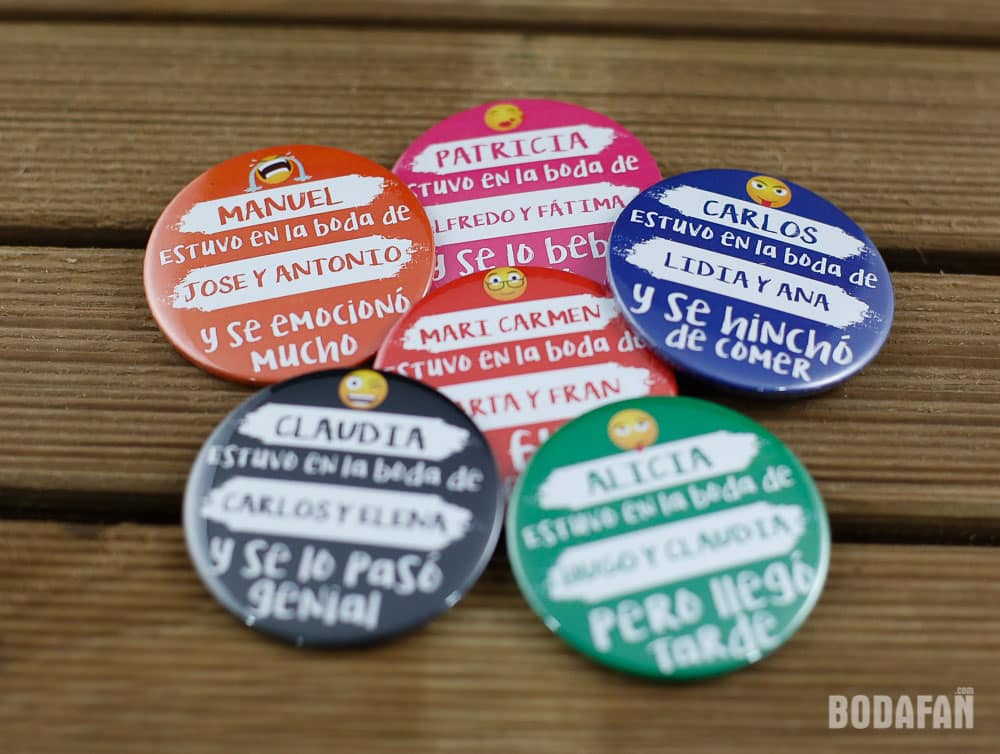 PATRICIA
ESTUVO EN la boda de
ALFREDO Y FÁTIMA
y se lo beb
MANUEL
ESTUVO EN la boda de
JOSE Y ANTONIO
y se EMOCIONÓ
MUCHO
CARLOS
ESTUVO EN la boda de
LIDIA Y ANA
y se hinchó
de comer
MARI CARMEN
ESTUVO EN la boda de
ARTA Y FRAN
CLAUDIA
ESTUVO EN la boda de
CARLOS Y ELENA
y se lo pasó
genial
ALICIA
ESTUVO EN la boda de
HUGO Y CLAUDIA
PERO llegó
TARDE
BODAFAN.com